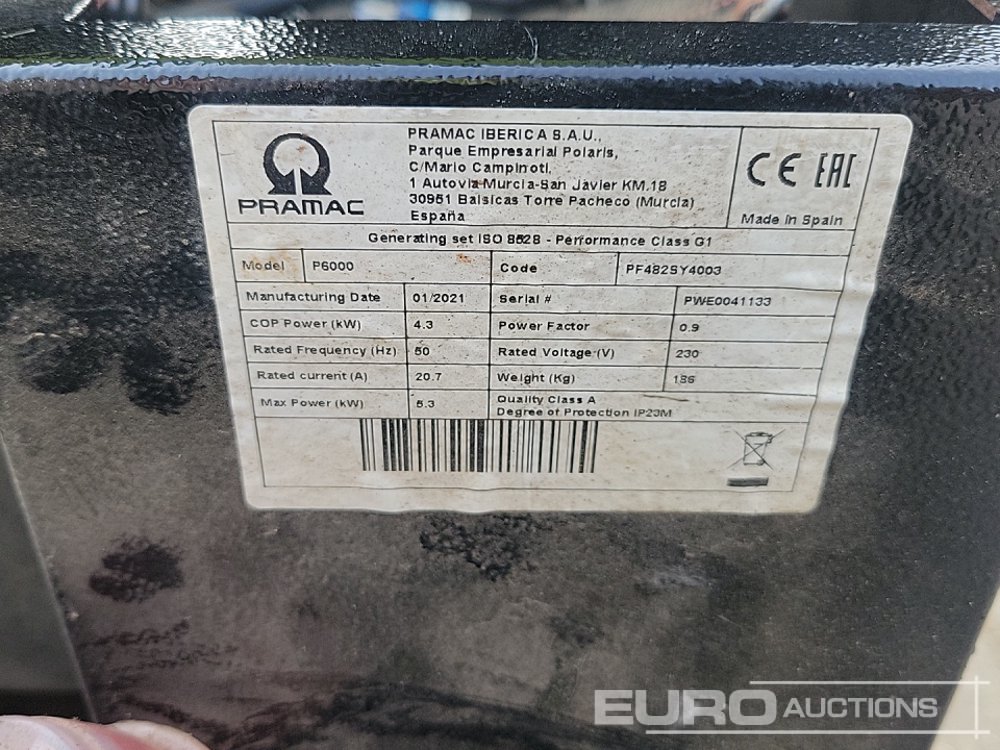 PRAMAC
PRAMAC IBERICA S.A.U.,
Parque Empresarial Polaris,
C/Mario Campinoti,
1 Autovia Murcia-San Javier KM.18
30951 Balsicas Torre Pacheco (Murcia)
España
CE EAC
Made in Spain
Generating set ISO 8528 - Performance Class G1
Model P6000 Code PF482SY4003
Manufacturing Date 01/2021 Serial # PWE0041133
COP Power (kW) 4.3 Power Factor 0.9
Rated Frequency (Hz) 50 Rated Voltage (V) 230
Rated current (A) 20.7 Weight (Kg) 186
Max Power (kW) 5.3 Quality Class A
Degree of Protection IP23M
EURO AUCTIONS